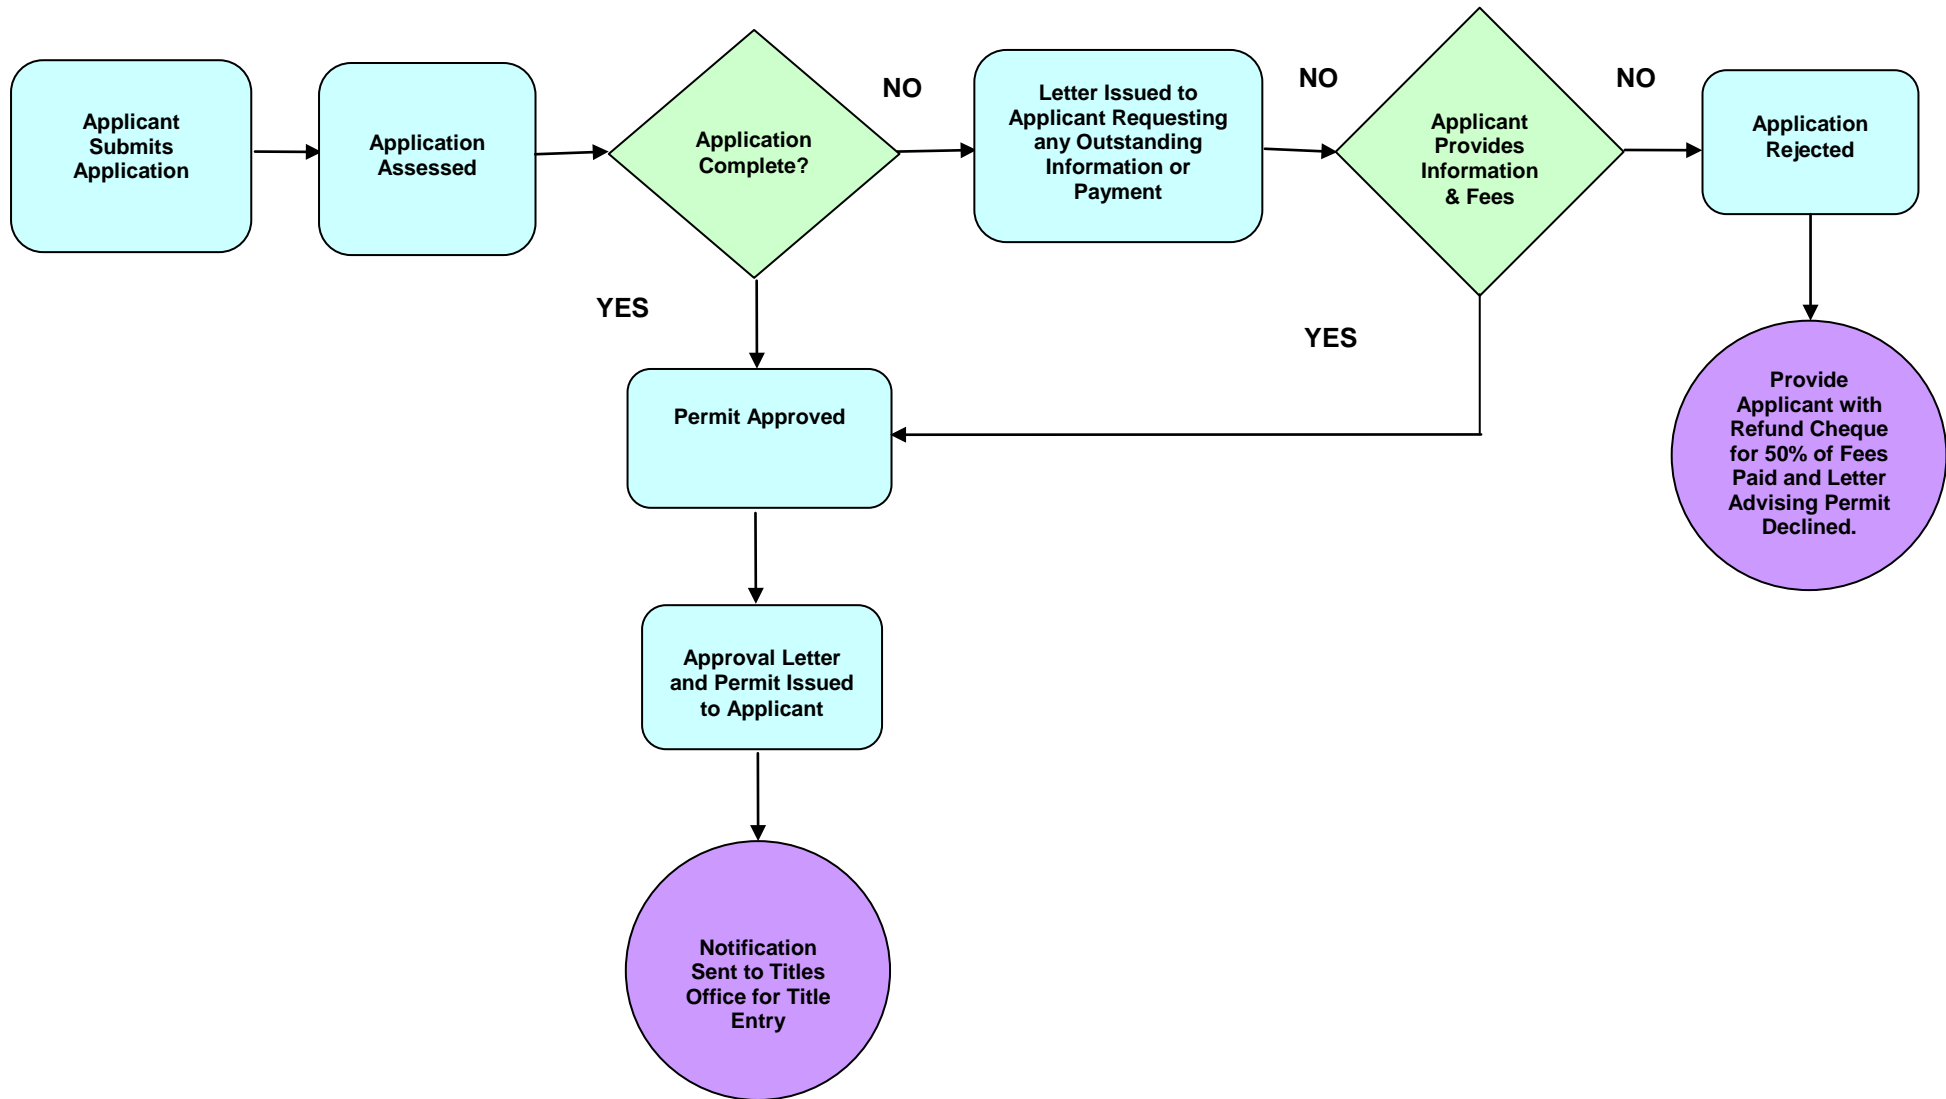 Applicant
Submits
Application
Application
Assessed
Application
Complete?
NO
Letter Issued to
Applicant Requesting
any Outstanding
Information or
Payment
NO
Applicant
Provides
Information
& Fees
NO
Application
Rejected
YES
YES
Permit Approved
Provide
Applicant with
Refund Cheque
for 50% of Fees
Paid and Letter
Advising Permit
Declined.
Approval Letter
and Permit Issued
to Applicant
Notification
Sent to Titles
Office for Title
Entry